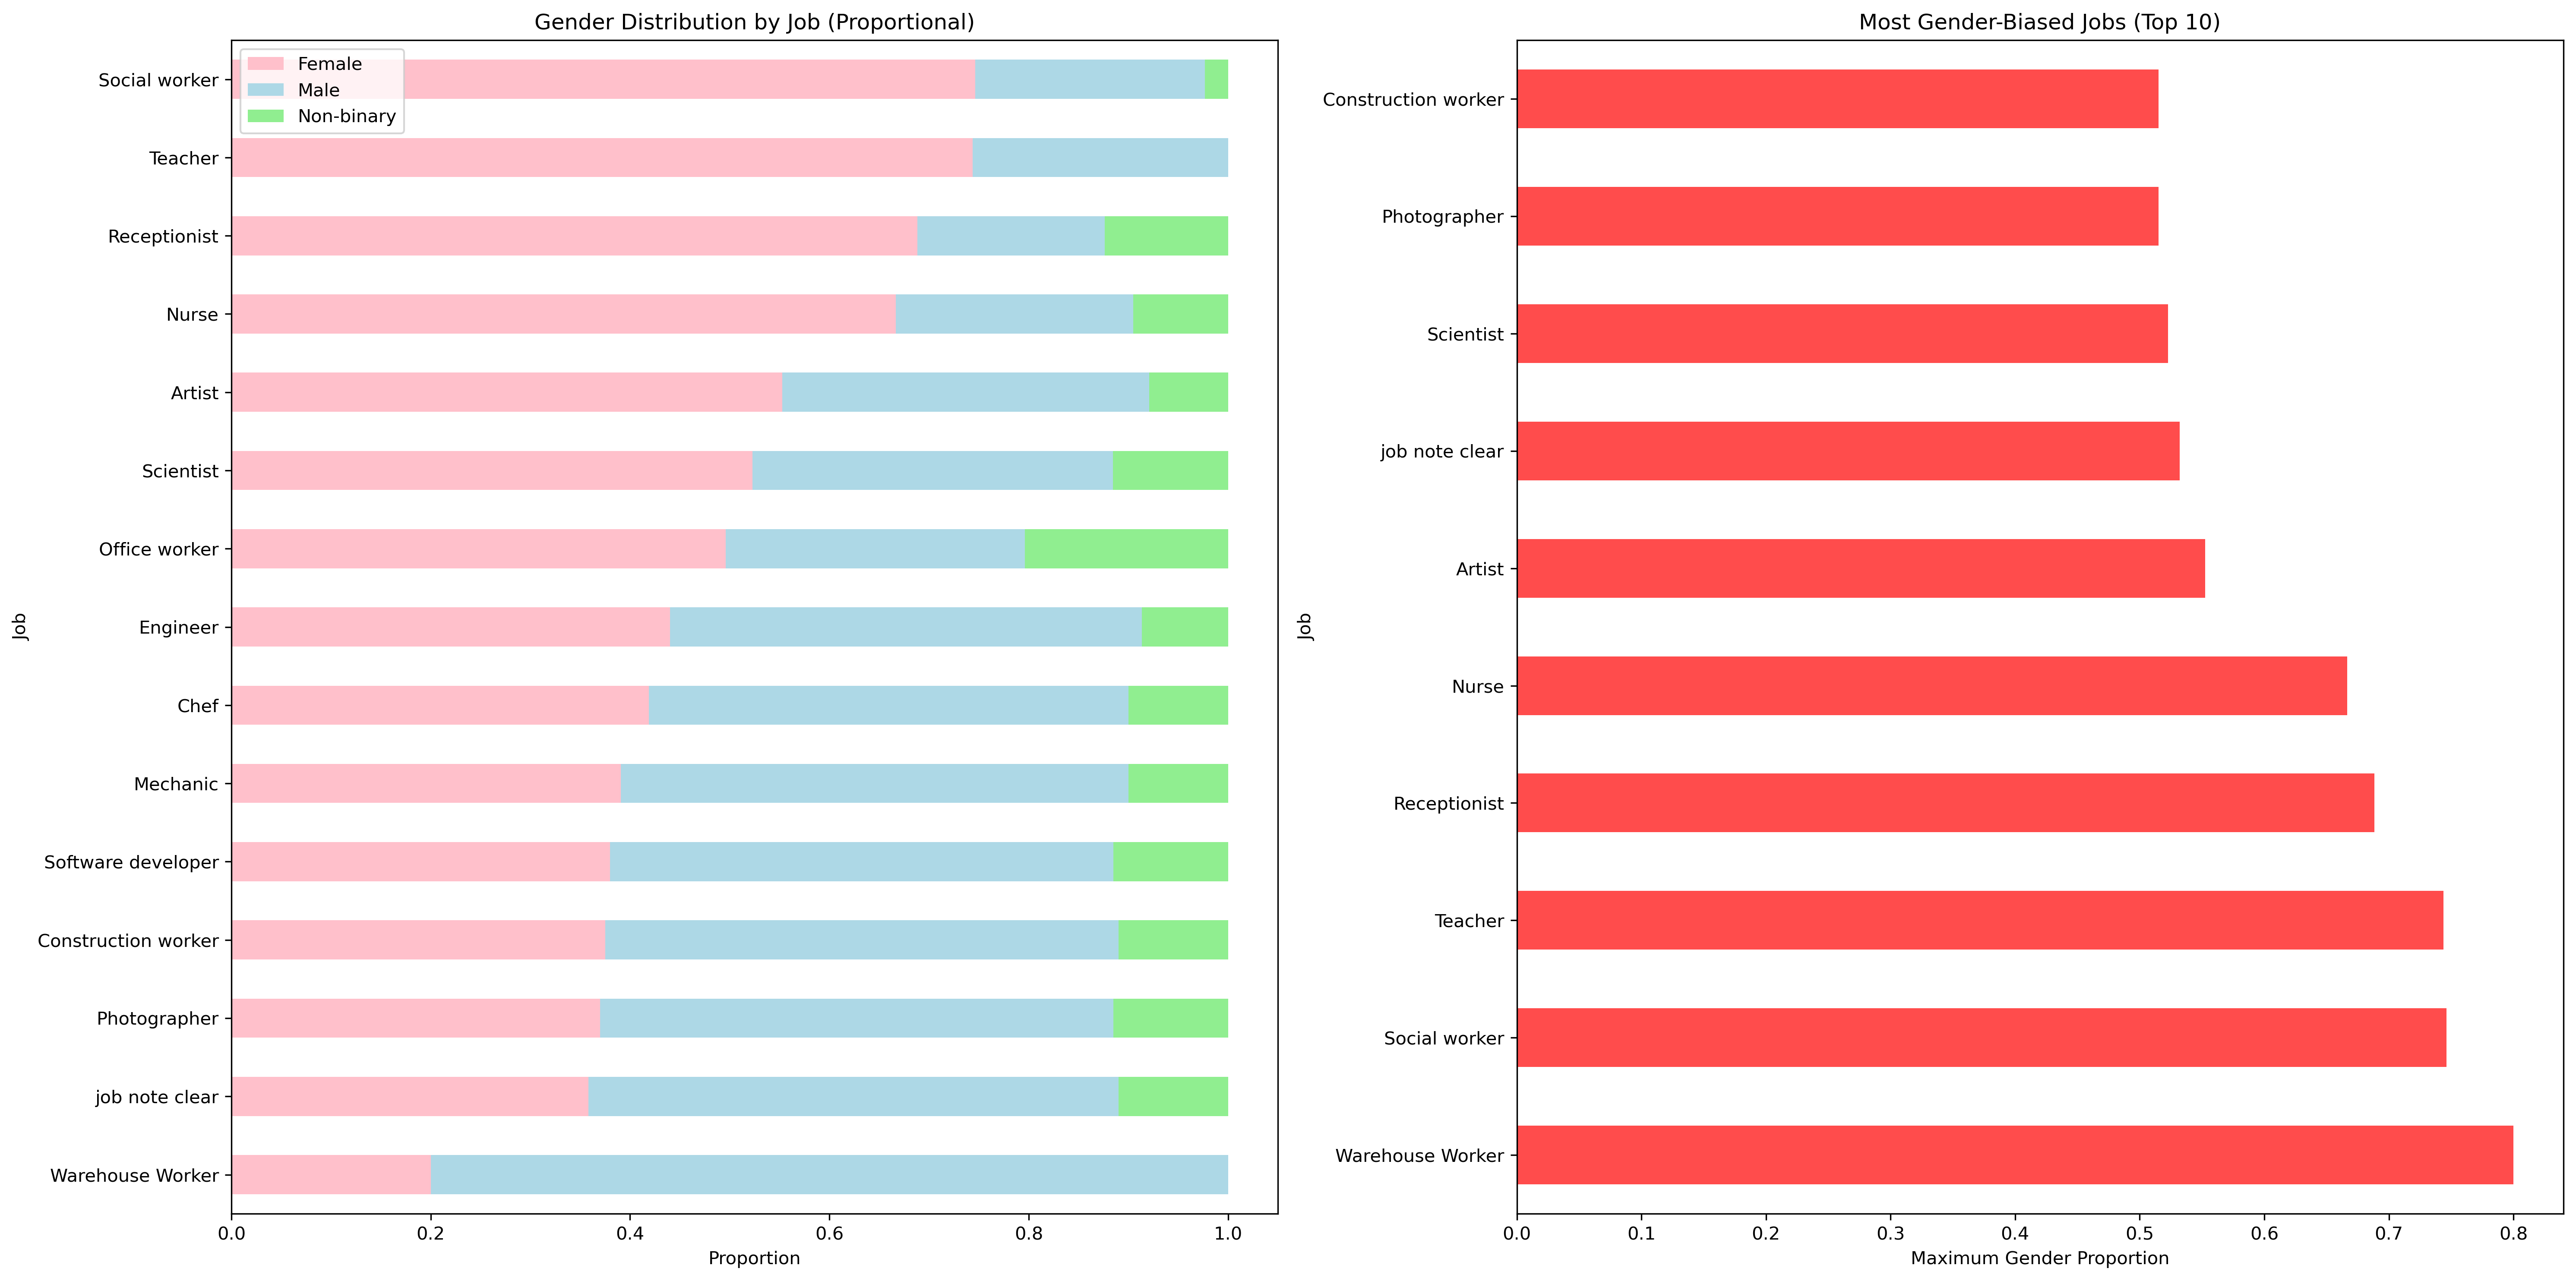 Gender Distribution by Job (Proportional)
Female
Male
Non-binary
Job
Social worker
Teacher
Receptionist
Nurse
Artist
Scientist
Office worker
Engineer
Chef
Mechanic
Software developer
Construction worker
Photographer
job note clear
Warehouse Worker
0.0 0.2 0.4 0.6 0.8 1.0
Proportion
Most Gender-Biased Jobs (Top 10)
Job
Construction worker
Photographer
Scientist
job note clear
Artist
Nurse
Receptionist
Teacher
Social worker
Warehouse Worker
0.0 0.1 0.2 0.3 0.4 0.5 0.6 0.7 0.8
Maximum Gender Proportion